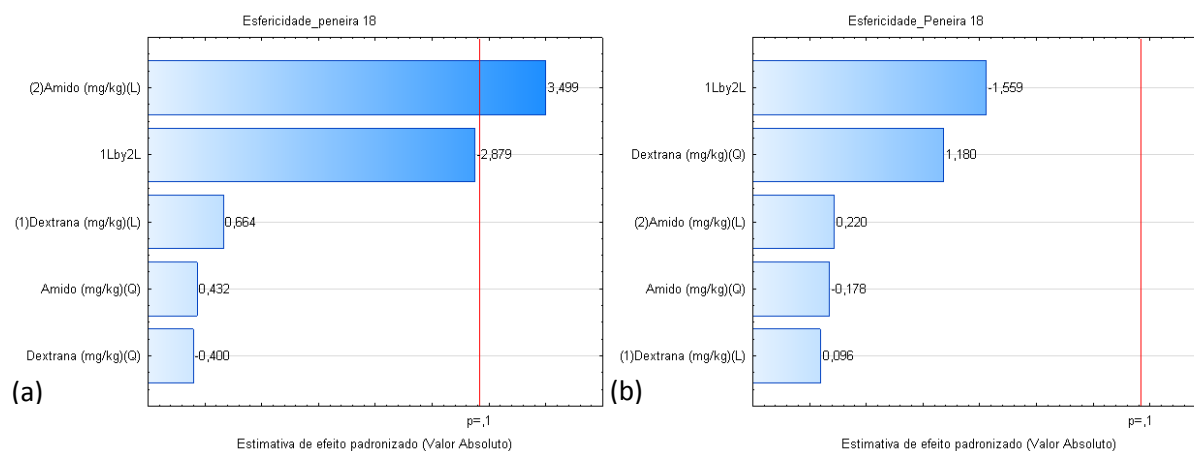 Esfericidade_peneira 18
(2)Amido (mg/kg)(L)
3,499
1Lby2L
-2,879
(1)Dextrana (mg/kg)(L)
0,664
Amido (mg/kg)(Q)
0,432
Dextrana (mg/kg)(Q)
-0,400
p=,1
Estimativa de efeito padronizado (Valor Absoluto)
(a)
Esfericidade_Peneira 18
1Lby2L
-1,559
Dextrana (mg/kg)(Q)
1,180
(2)Amido (mg/kg)(L)
0,220
Amido (mg/kg)(Q)
-0,178
(1)Dextrana (mg/kg)(L)
0,096
p=,1
Estimativa de efeito padronizado (Valor Absoluto)
(b)